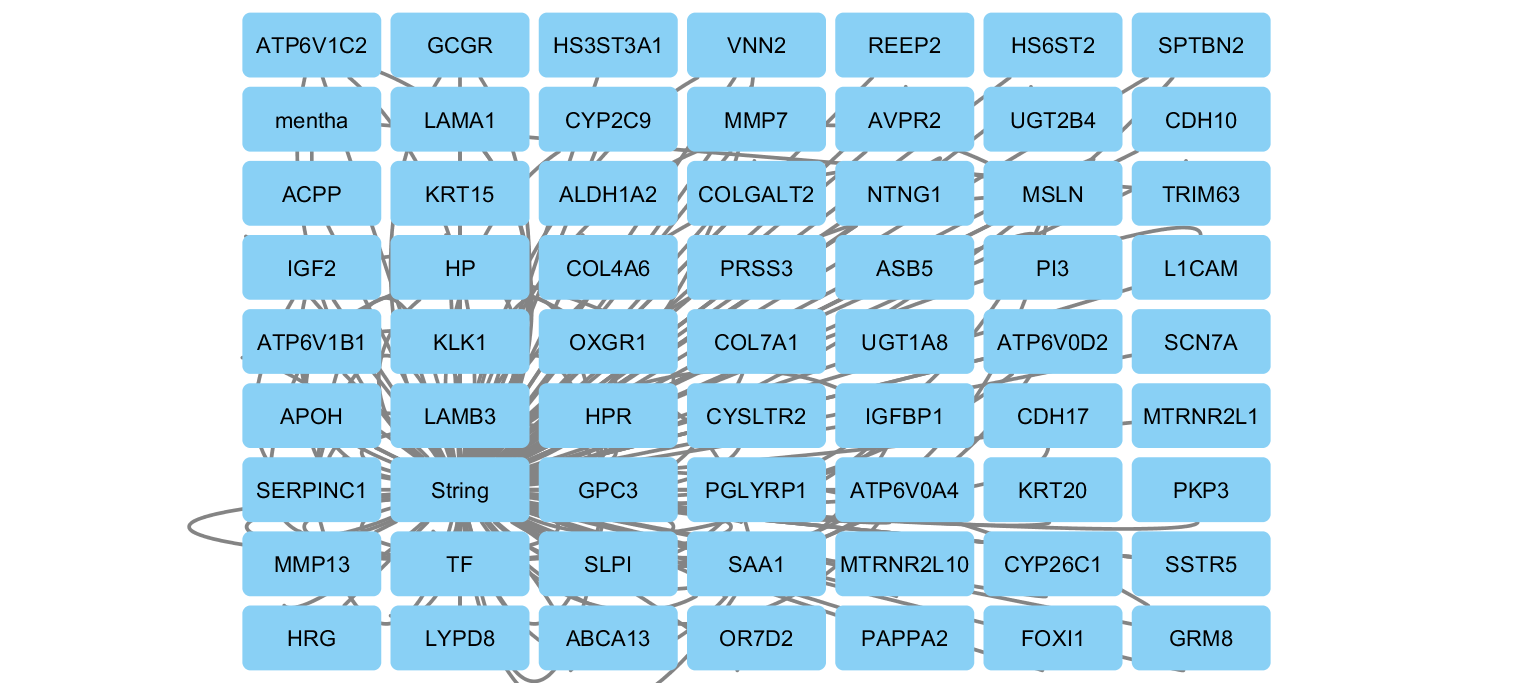 ATP6V1C2 GCGR HS3ST3A1 VNN2 REEP2 HS6ST2 SPTBN2
mentha LAMA1 CYP2C9 MMP7 AVPR2 UGT2B4 CDH10
ACPP KRT15 ALDH1A2 COLGALT2 NTNG1 MSLN TRIM63
IGF2 HP COL4A6 PRSS3 ASB5 PI3 L1CAM
ATP6V1B1 KLK1 OXGR1 COL7A1 UGT1A8 ATP6V0D2 SCN7A
APOH LAMB3 HPR CYSLTR2 IGFBP1 CDH17 MTRNR2L1
SERPINC1 String GPC3 PGLYRP1 ATP6V0A4 KRT20 PKP3
MMP13 TF SLPI SAA1 MTRNR2L10 CYP26C1 SSTR5
HRG LYPD8 ABCA13 OR7D2 PAPPA2 FOXI1 GRM8